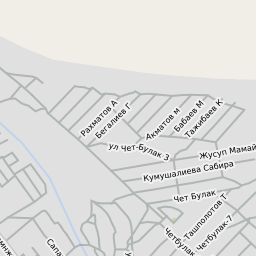 Рахматов А
Бегалиев Г
Акматов м
Бабаев М
Тажибаев К
ул Чет-Булак 3
Жусуп Мамай
Кумушалиева Сабира
Чет Булак
Ташполотов Т
Четбулак-7
Четбулак
Сапа